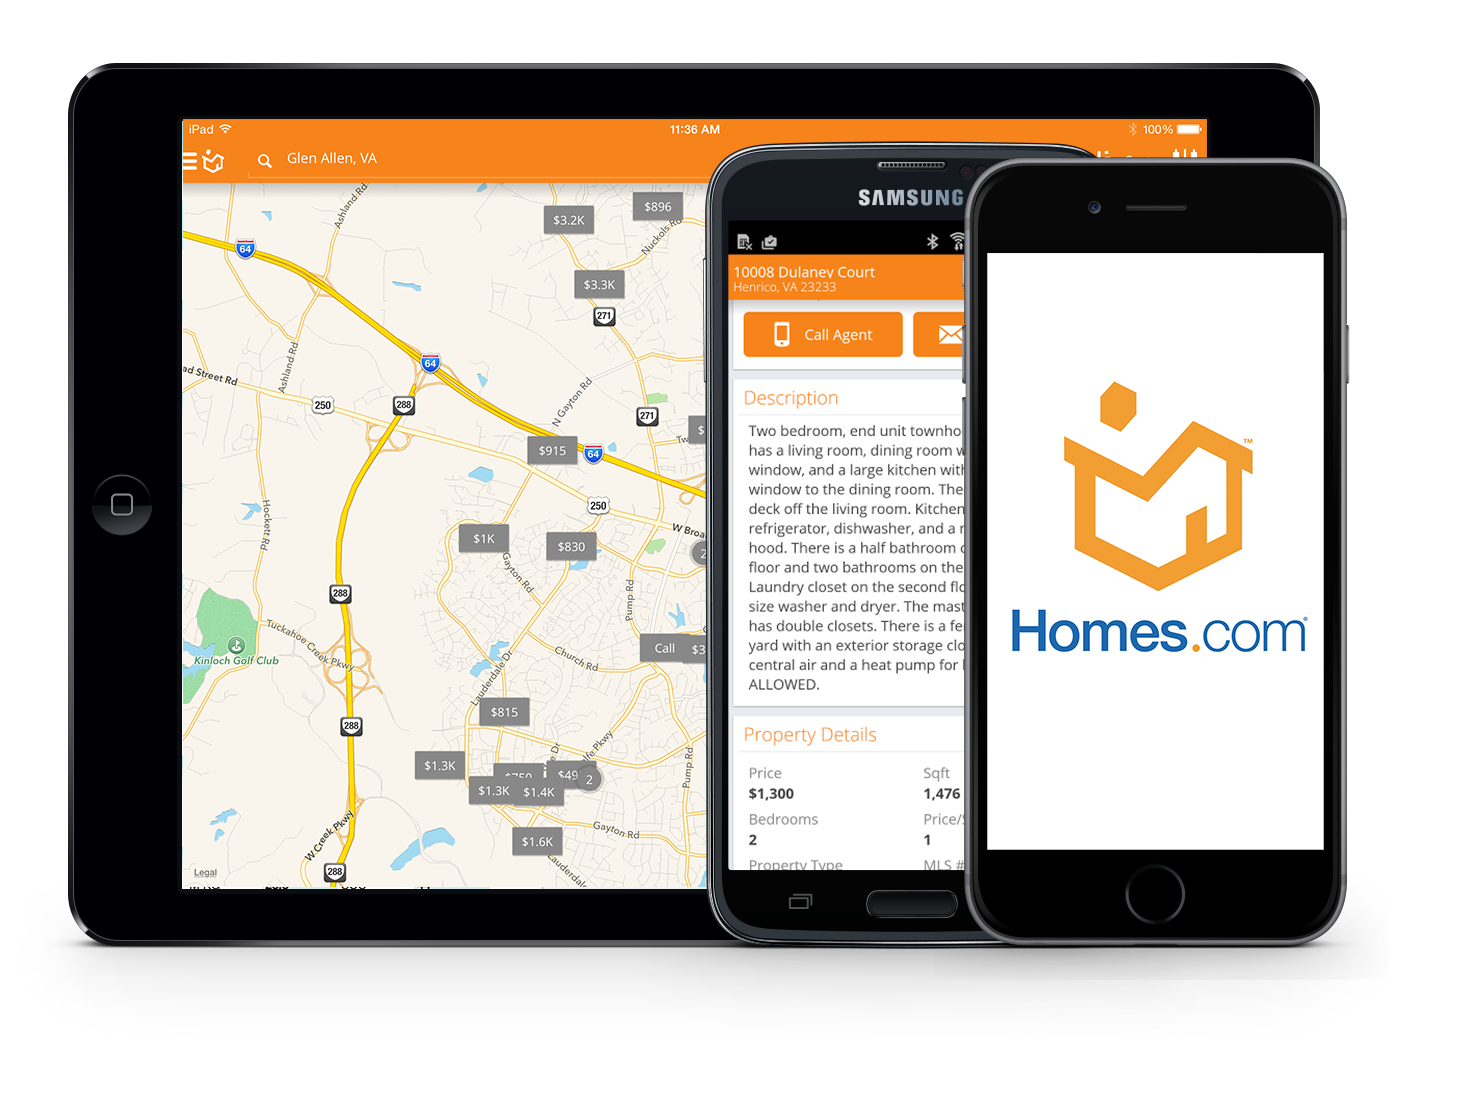 iPad
11:36 AM
100%
Glen Allen, VA
Ashland Rd
$3.2K
$896
Nuckols Rd
64
$3.3K
271
64
Ashland Rd
ad Street Rd
250
288
N Gayton Rd
271
$
Tw
$915
64
250
Hockett Rd
W Broa
$1K
$830
2
Gayton Rd
Pump Rd
288
Tuckahoe Creek Pkwy
Kinloch Golf Club
Call
$3
Church Rd
Lauderdale Dr
$815
288
Pump Rd
$1.3K
$49
2
$1.3K
$1.4K
Gayton Rd
$1.6K
W Creek Pkwy
Lauderdale
288
Legal
SAMSUNG
10008 Dulaney Court
Henrico, VA 23233
Call Agent
Description
Two bedroom, end unit townho
has a living room, dining room w
window, and a large kitchen with
window to the dining room. The
deck off the living room. Kitchen
refrigerator, dishwasher, and a
hood. There is a half bathroom
floor and two bathrooms on the
Laundry closet on the second flo
size washer and dryer. The mast
has double closets. There is a fe
yard with an exterior storage clo
central air and a heat pump for
ALLOWED.
Property Details
Price
Sqft
$1,300
1,476
Bedrooms
Price/S
2
1
Property Type
MLS #
™
Homes.com®